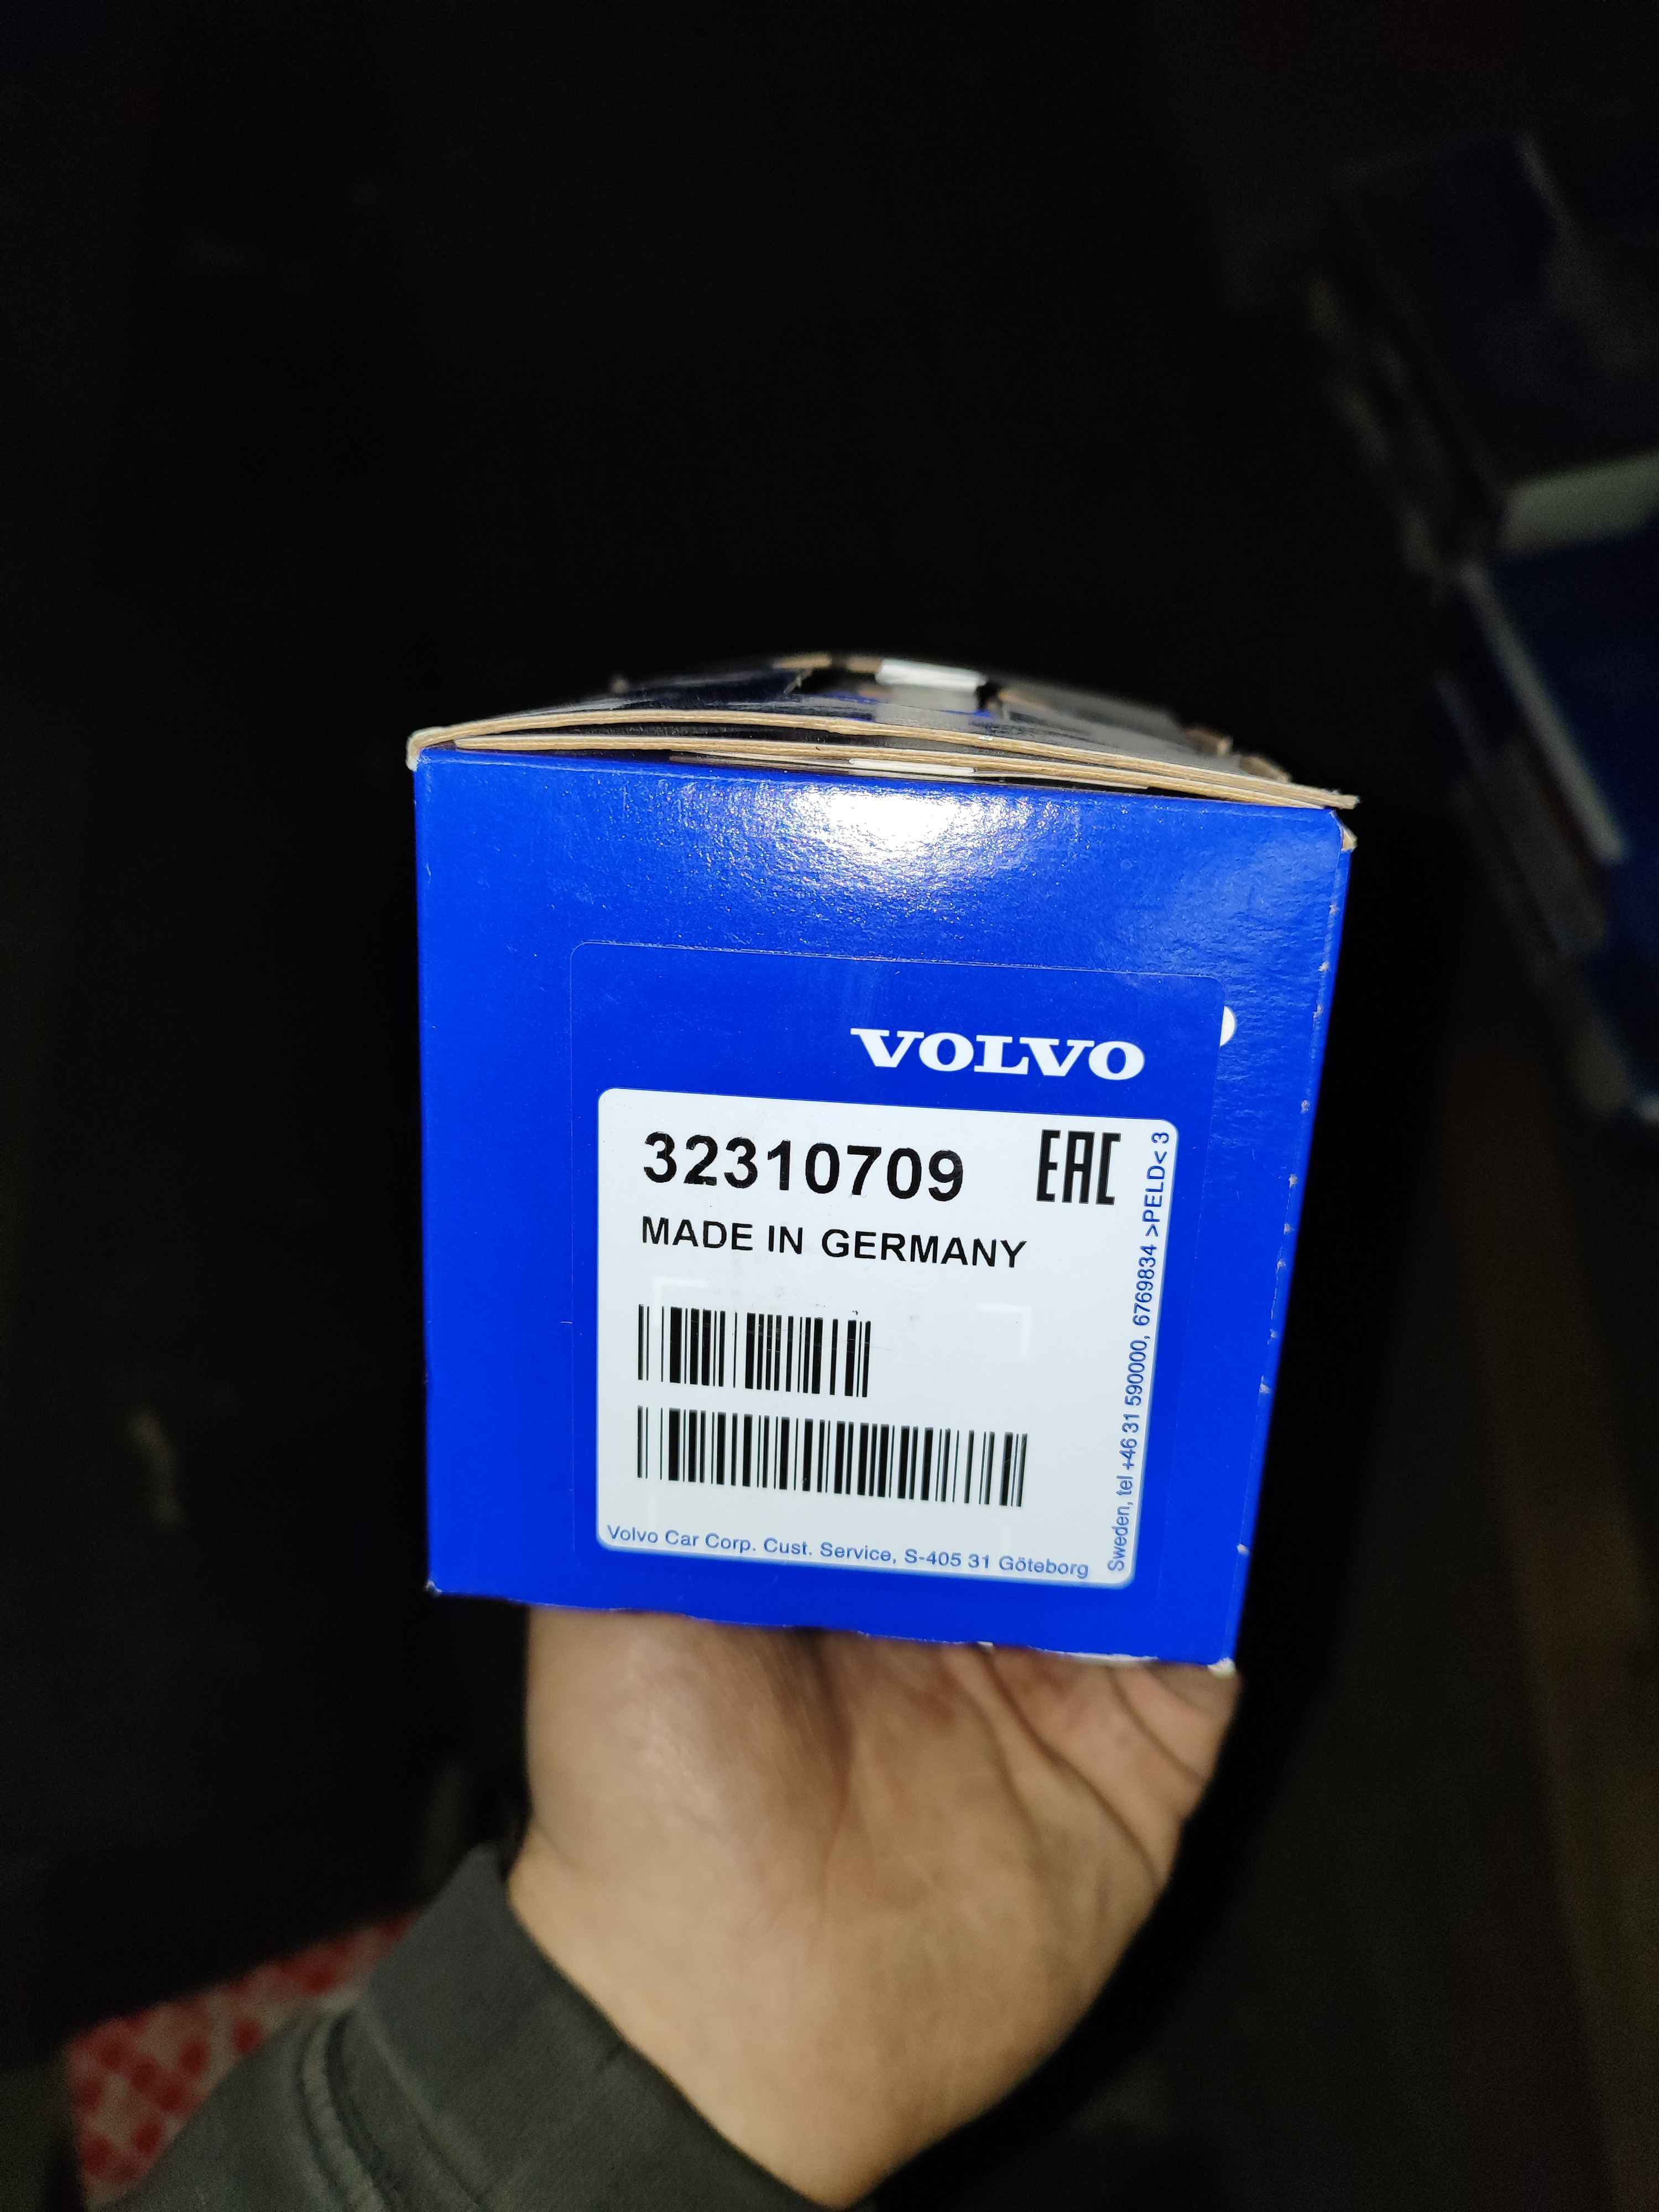 VOLVO
32310709
EAC
MADE IN GERMANY
Volvo Car Corp. Cust. Service, S-405 31 Göteborg
Sweden, tel +46 31 590000, 6769834 >PELD< 3